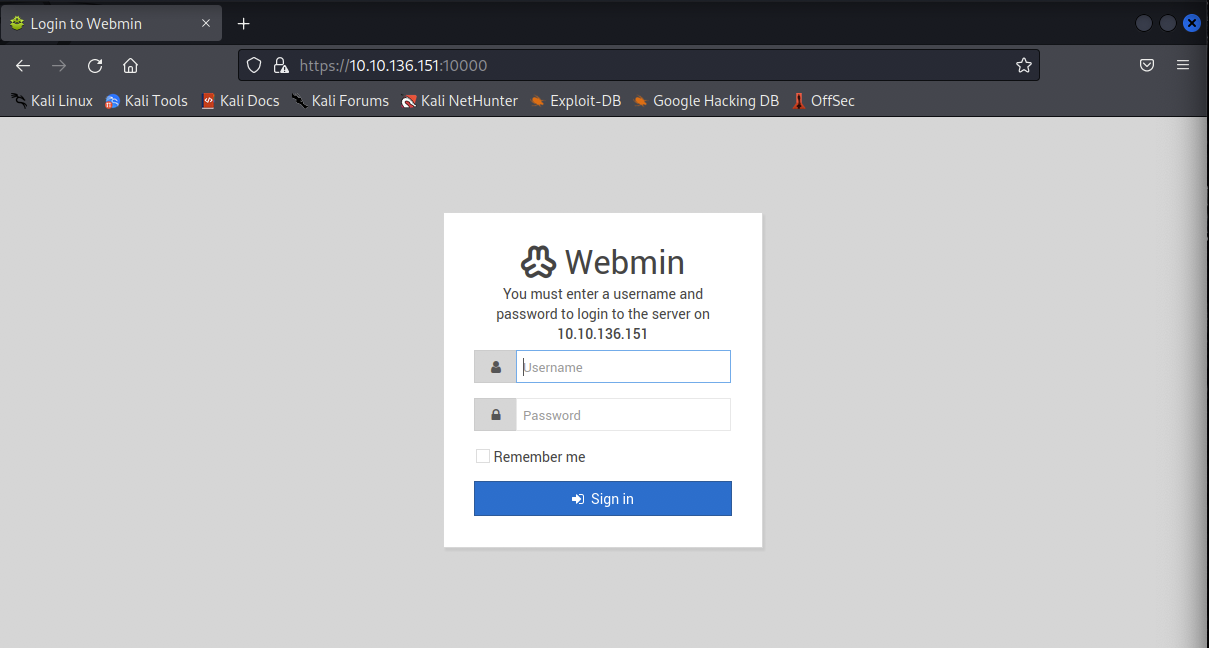 Login to Webmin
https://10.10.136.151:10000
Kali Linux Kali Tools Kali Docs Kali Forums Kali NetHunter Exploit-DB Google Hacking DB OffSec
Webmin
You must enter a username and
password to login to the server on
10.10.136.151
Username
Password
Remember me
Sign in